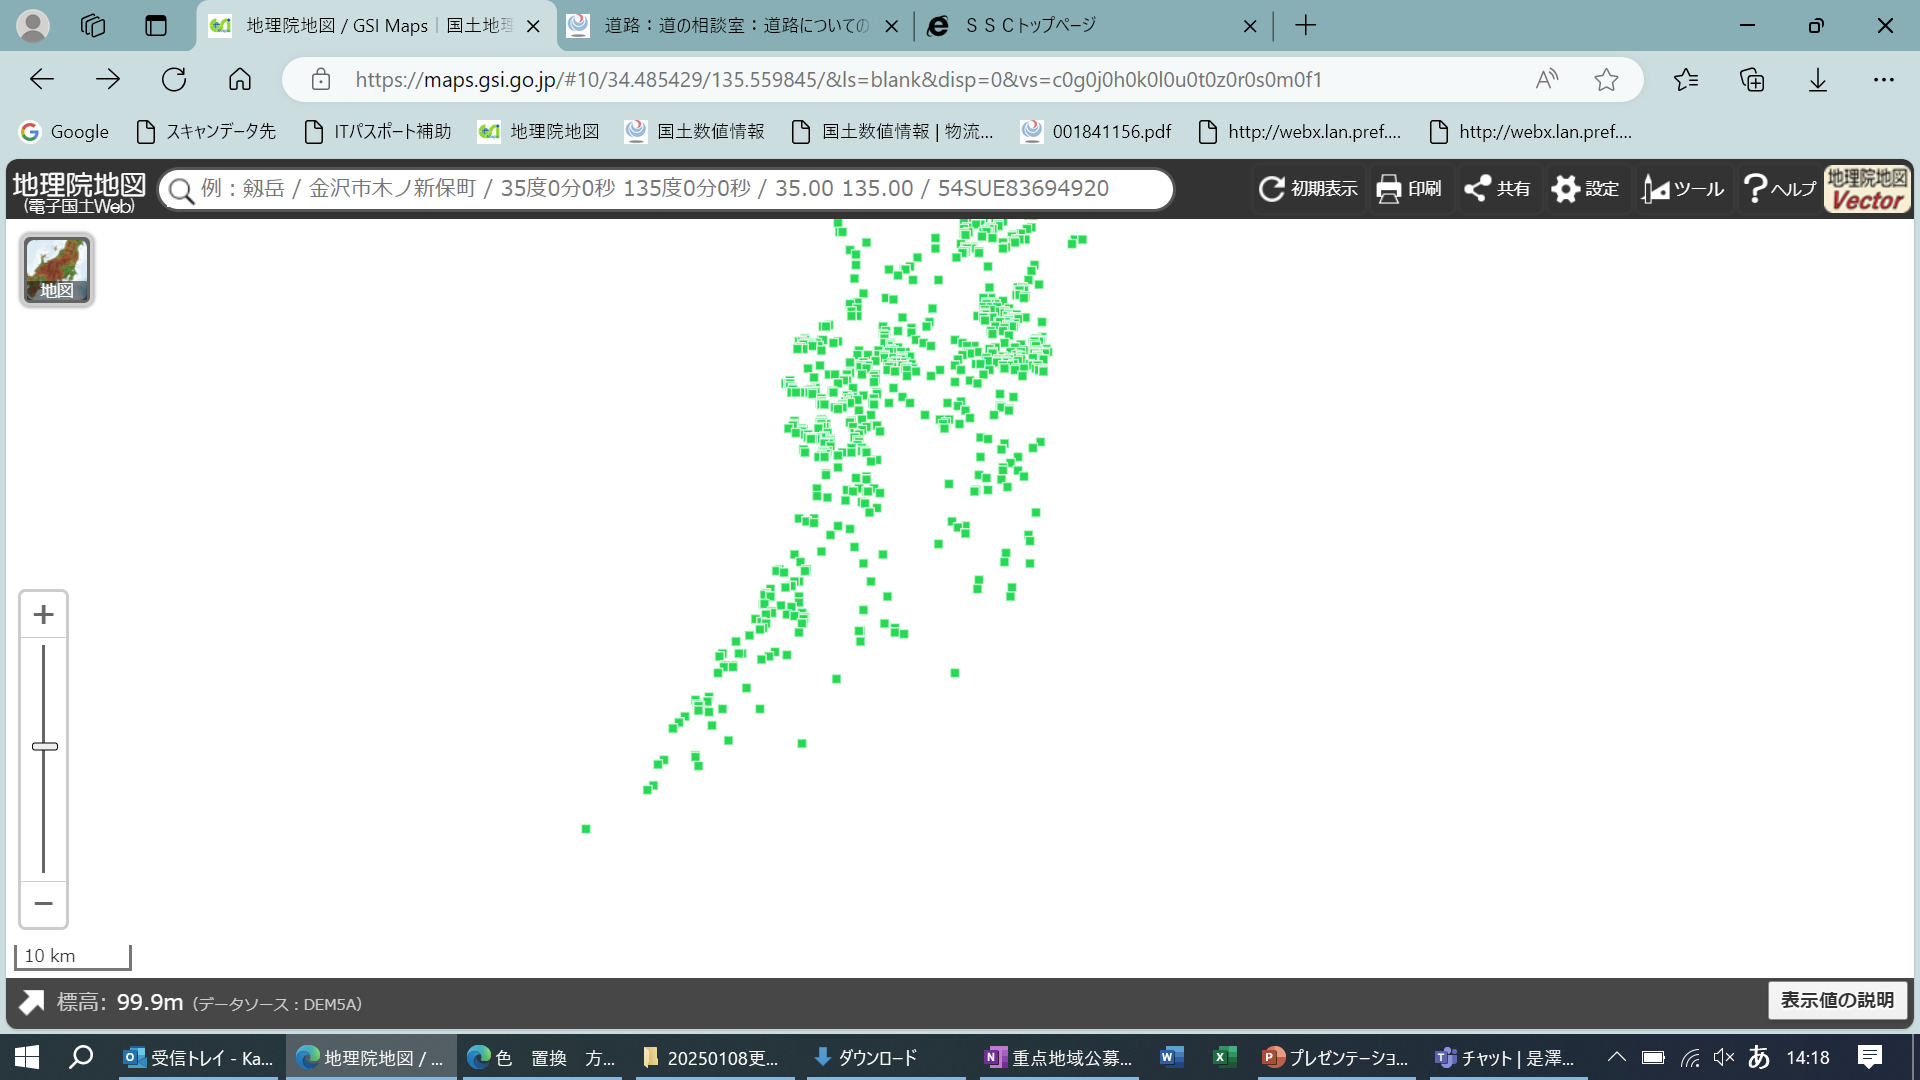 地理院地図 / GSI Maps｜国土地理
道路：道の相談室：道路についての
ＳＳＣトップページ
https://maps.gsi.go.jp/#10/34.485429/135.559845/&ls=blank&disp=0&vs=c0g0j0h0k0l0u0t0z0r0s0m0f1
Google
スキャンデータ先
ITパスポート補助
地理院地図
国土数値情報
国土数値情報 | 物流...
001841156.pdf
http://webx.lan.pref....
http://webx.lan.pref....
地理院地図
(電子国土Web)
例：剱岳 / 金沢市木ノ新保町 / 35度0分0秒 135度0分0秒 / 35.00 135.00 / 54SUE83694920
初期表示
印刷
共有
設定
ツール
ヘルプ
地理院地図
Vector
地図
+
−
10 km
標高: 99.9m (データソース：DEM5A)
表示値の説明
受信トレイ - Ka...
地理院地図 / ...
色　置換　方...
20250108更...
ダウンロード
重点地域公募...
プレゼンテーショ...
チャット | 是澤...
あ
14:18